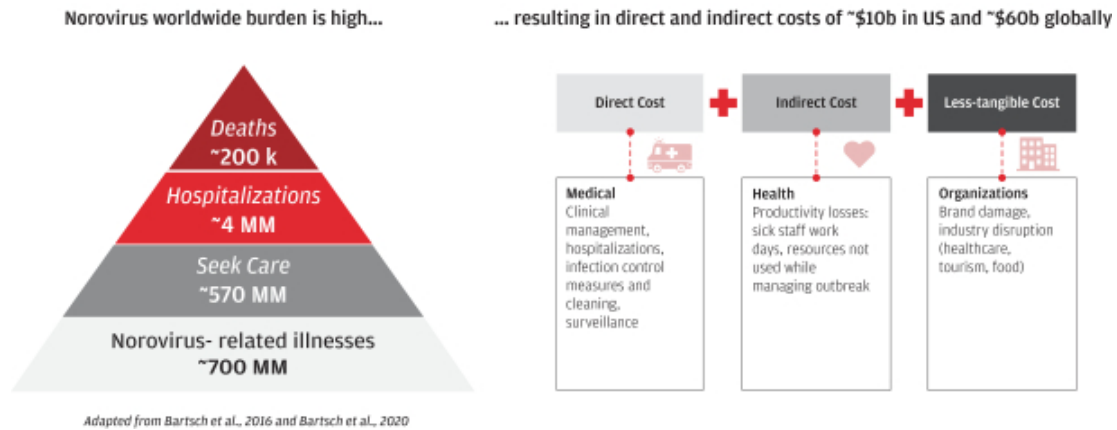 Norovirus worldwide burden is high...
... resulting in direct and indirect costs of ~$10b in US and ~$60b globally
Deaths
~200 k
Hospitalizations
~4 MM
Seek Care
~570 MM
Norovirus- related illnesses
~700 MM
Adapted from Bartsch et al., 2016 and Bartsch et al., 2020
Direct Cost
Indirect Cost
Less-tangible Cost
Medical
Clinical
management,
hospitalizations,
infection control
measures and
cleaning,
surveillance
Health
Productivity losses:
sick staff work
days, resources not
used while
managing outbreak
Organizations
Brand damage,
industry disruption
(healthcare,
tourism, food)